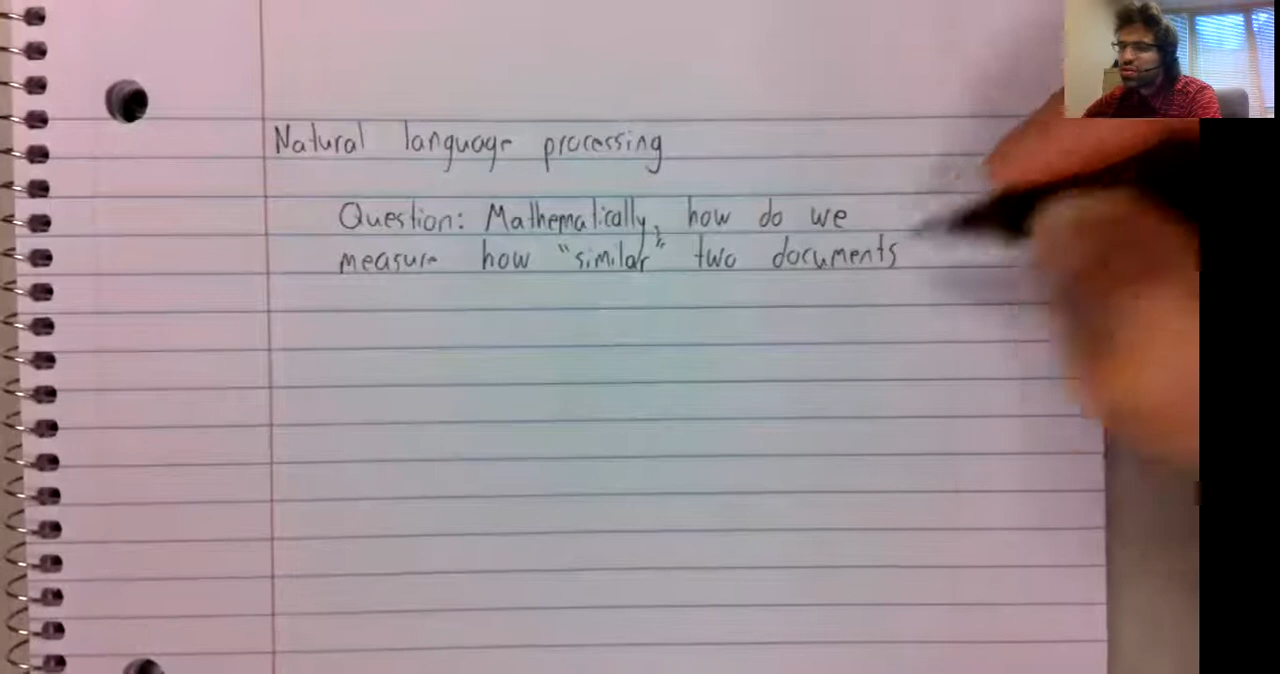 Natural language processing
Question: Mathematically, how do we
measure how "similar" two documents